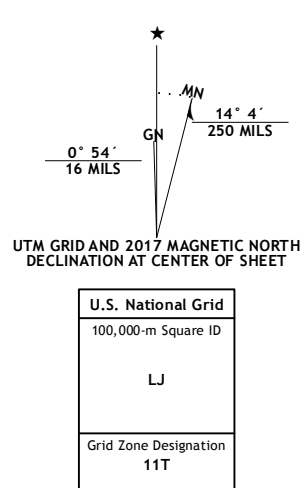 ★
MN
GN
14° 4´
250 MILS
0° 54´
16 MILS
UTM GRID AND 2017 MAGNETIC NORTH
DECLINATION AT CENTER OF SHEET
U.S. National Grid
100,000-m Square ID
LJ
Grid Zone Designation
11T